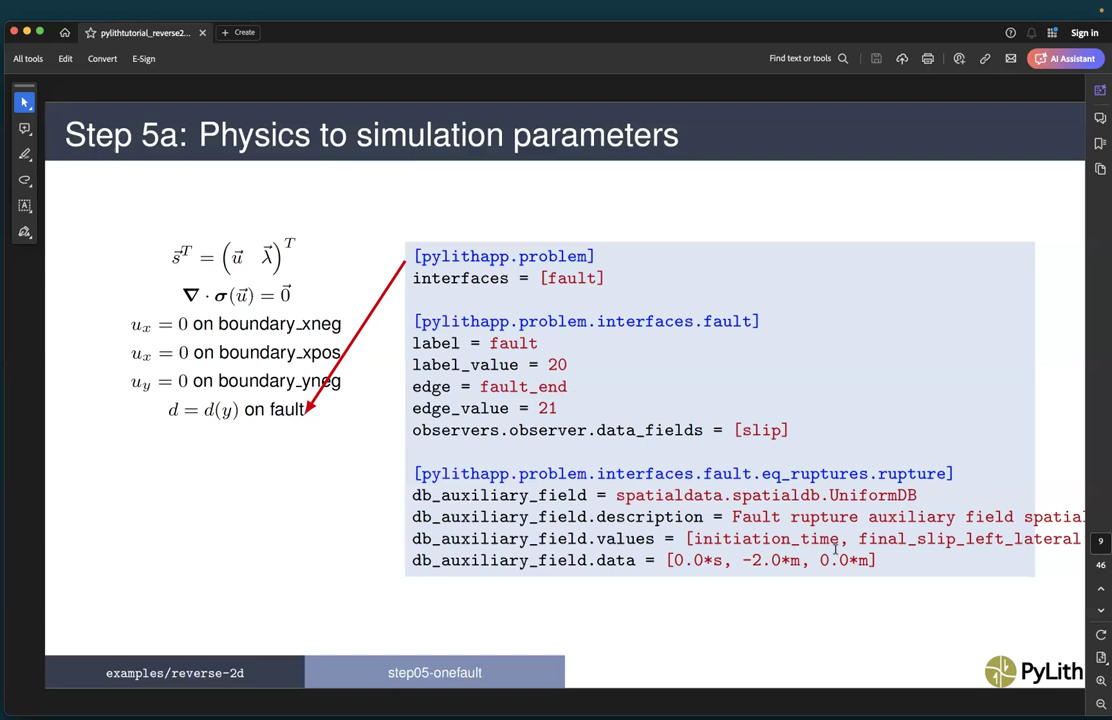 pylithtutorial_reverse2...
Create
Sign in
All tools
Edit
Convert
E-Sign
Find text or tools
AI Assistant
Step 5a: Physics to simulation parameters
s⃗ᵀ = (u⃗ λ⃗)ᵀ
∇ · σ(u⃗) = 0⃗
uₓ = 0 on boundary_xneg
uₓ = 0 on boundary_xpos
u_y = 0 on boundary_yneg
d = d(y) on fault
[pylithapp.problem]
interfaces = [fault]
[pylithapp.problem.interfaces.fault]
label = fault
label_value = 20
edge = fault_end
edge_value = 21
observers.observer.data_fields = [slip]
[pylithapp.problem.interfaces.fault.eq_ruptures.rupture]
db_auxiliary_field = spatialdata.spatialdb.UniformDB
db_auxiliary_field.description = Fault rupture auxiliary field spatial
db_auxiliary_field.values = [initiation_time, final_slip_left_lateral
db_auxiliary_field.data = [0.0*s, -2.0*m, 0.0*m]
9
46
examples/reverse-2d
step05-onefault
PyLith